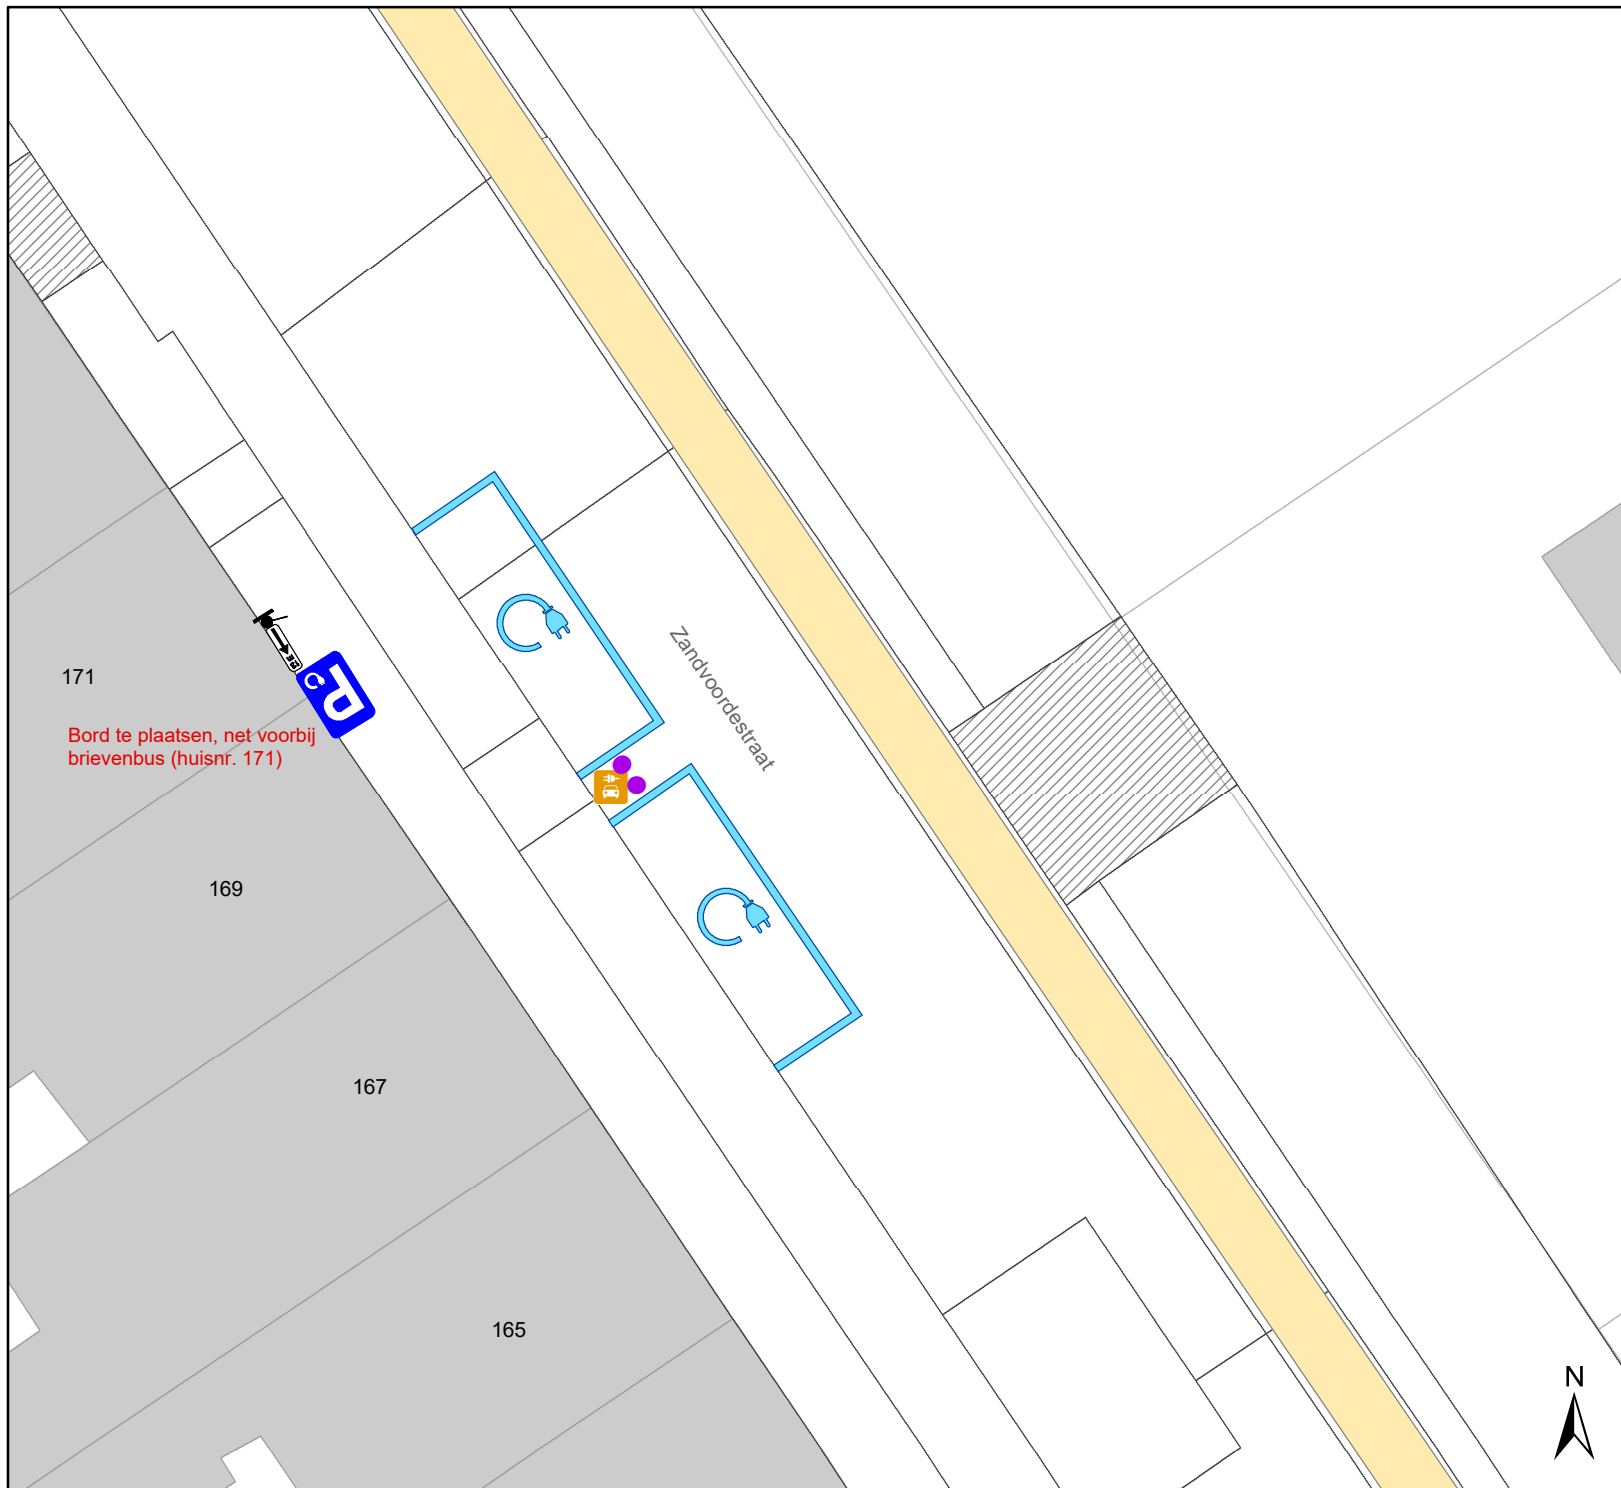 Zandvoordestraat
171
P
Bord te plaatsen, net voorbij
brievenbus (huisnr. 171)
169
167
165
N